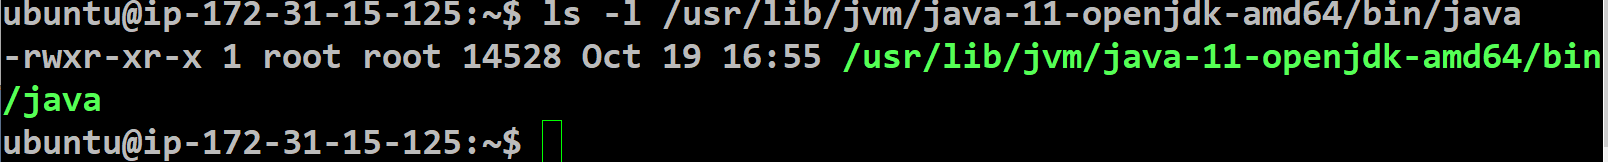 ubuntu@ip-172-31-15-125:~$ ls -l /usr/lib/jvm/java-11-openjdk-amd64/bin/java
-rwxr-xr-x 1 root root 14528 Oct 19 16:55 /usr/lib/jvm/java-11-openjdk-amd64/bin
/java
ubuntu@ip-172-31-15-125:~$